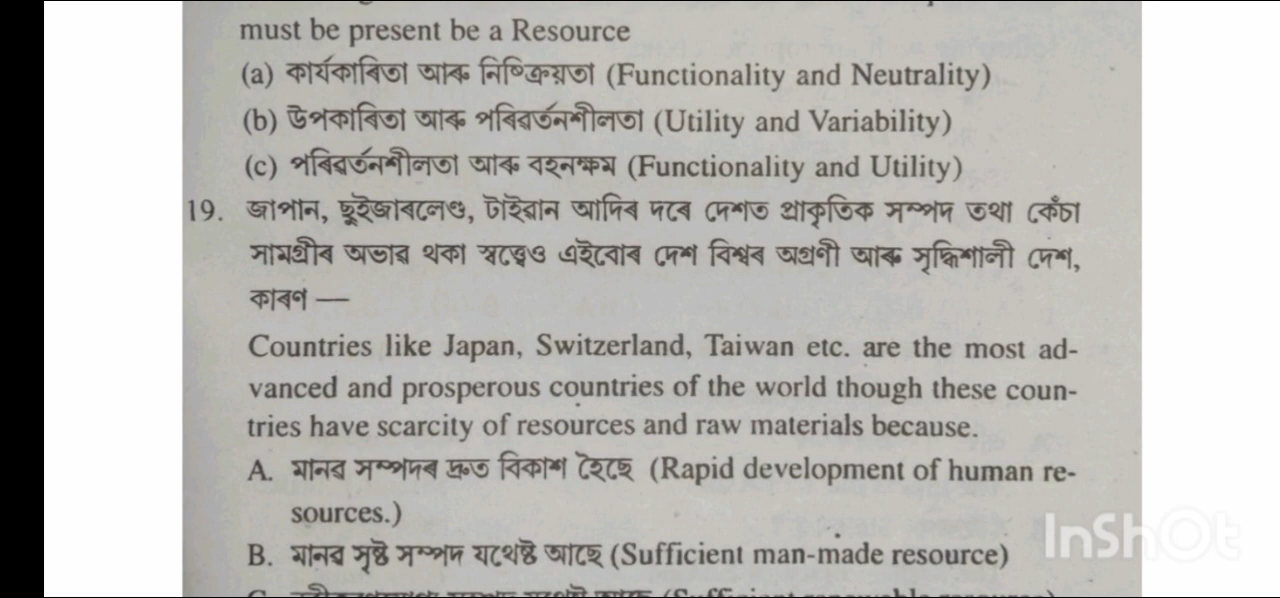 must be present be a Resource
(a) কাৰ্যকাৰিতা আৰু নিষ্ক্ৰিয়তা (Functionality and Neutrality)
(b) উপকাৰিতা আৰু পৰিৱৰ্তনশীলতা (Utility and Variability)
(c) পৰিৱৰ্তনশীলতা আৰু বহনক্ষম (Functionality and Utility)
19. জাপান, ছুইজাৰলেণ্ড, টাইৱান আদিৰ দৰে দেশত প্ৰাকৃতিক সম্পদ তথা কেঁচা
সামগ্ৰীৰ অভাৱ থকা স্বত্ত্বেও এইবোৰ দেশ বিশ্বৰ অগ্ৰণী আৰু সৃদ্ধিশালী দেশ,
কাৰণ —
Countries like Japan, Switzerland, Taiwan etc. are the most ad-
vanced and prosperous countries of the world though these coun-
tries have scarcity of resources and raw materials because.
A. মানৱ সম্পদৰ দ্ৰুত বিকাশ হৈছে (Rapid development of human re-
sources.)
B. মানৱ সৃষ্ট সম্পদ যথেষ্ট আছে (Sufficient man-made resource)
InShOt